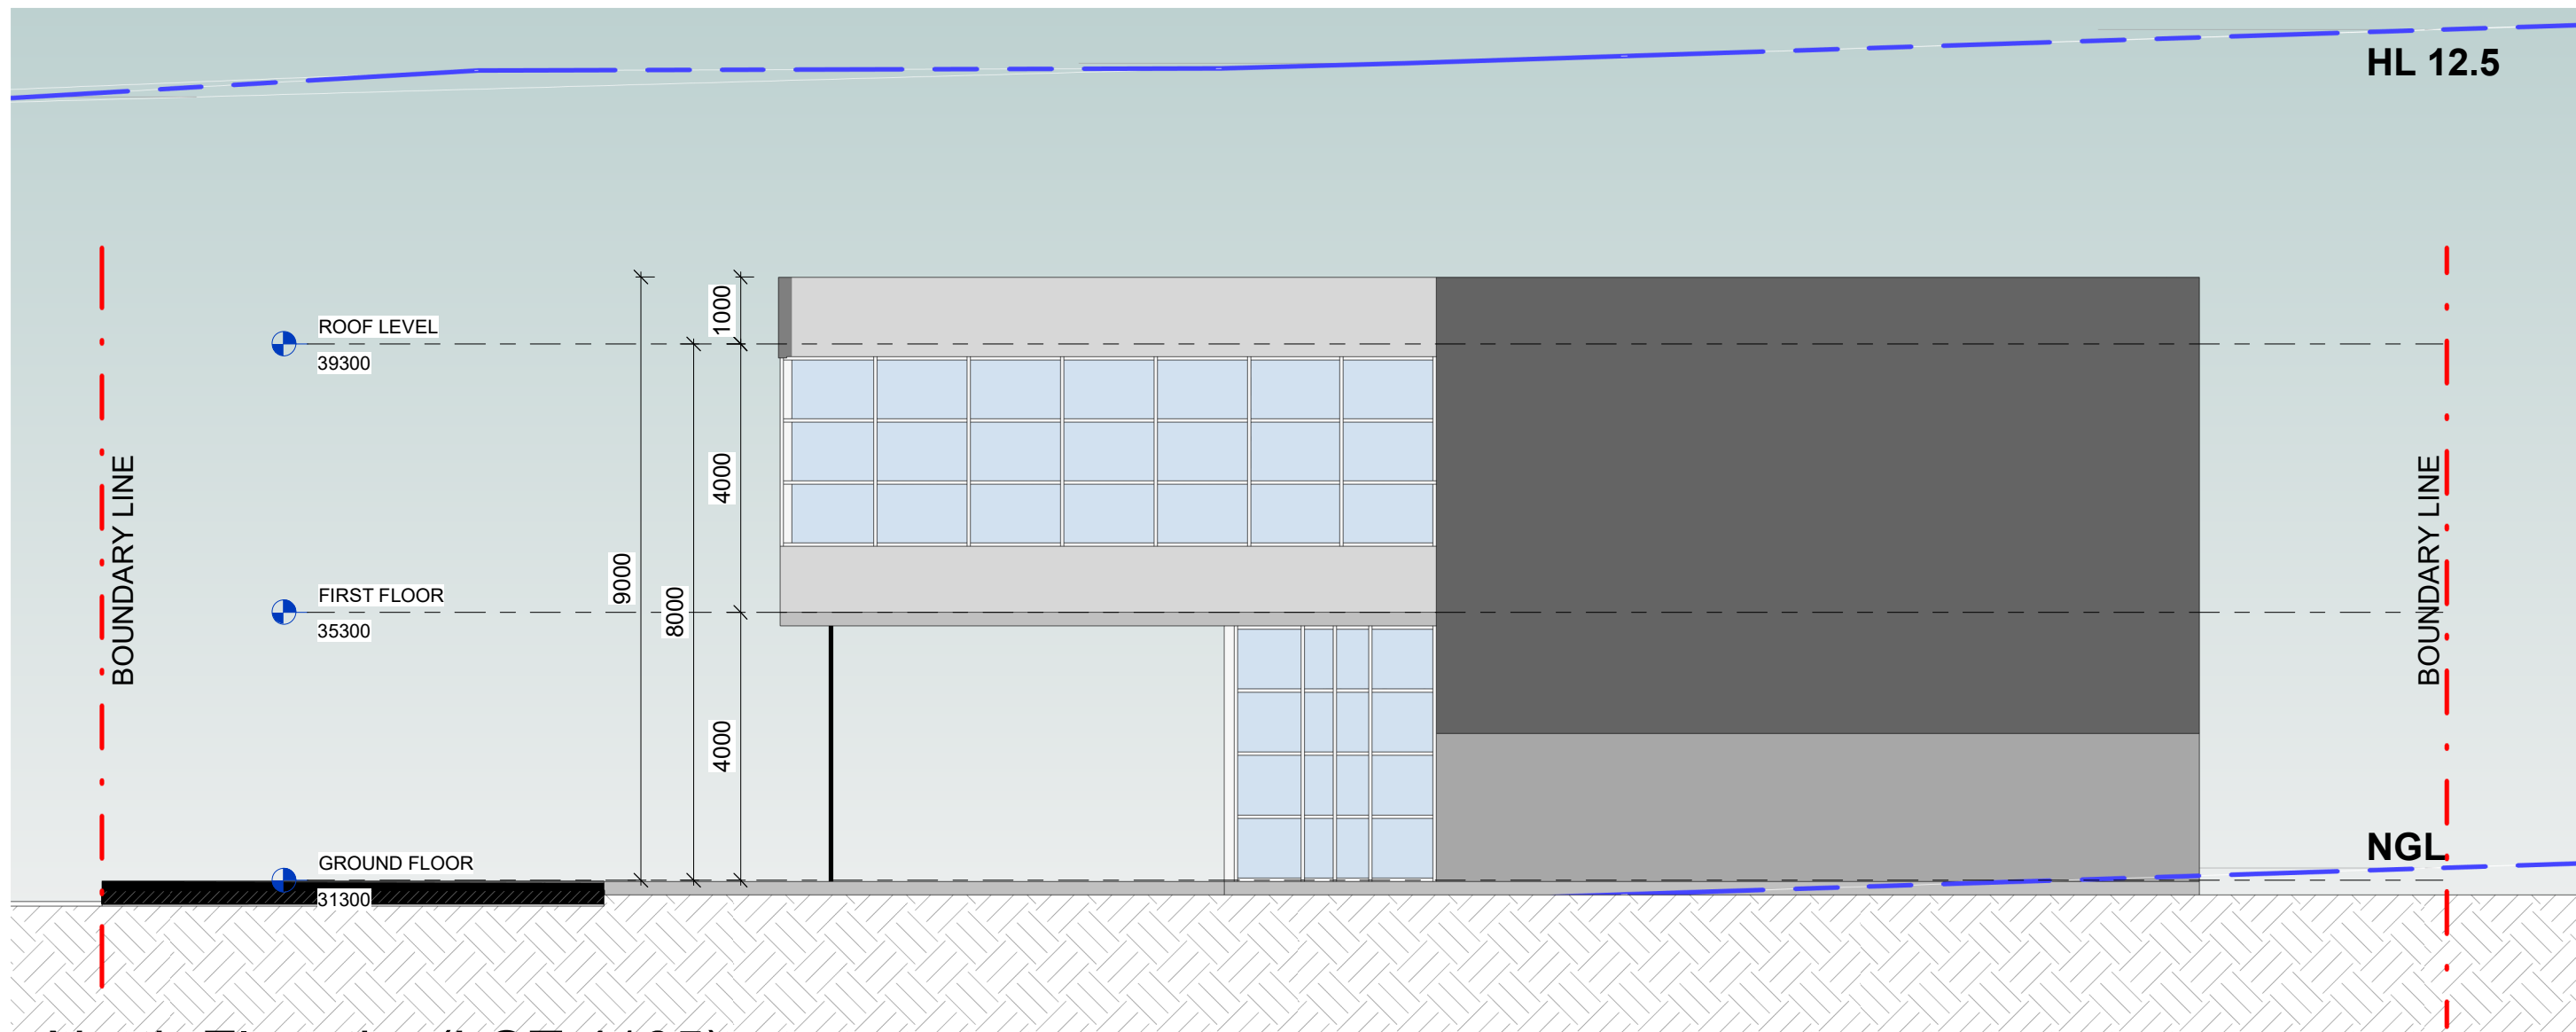 HL 12.5
ROOF LEVEL
39300
1000
4000
BOUNDARY LINE
BOUNDARY LINE
9000
8000
FIRST FLOOR
35300
4000
NGL
GROUND FLOOR
31300